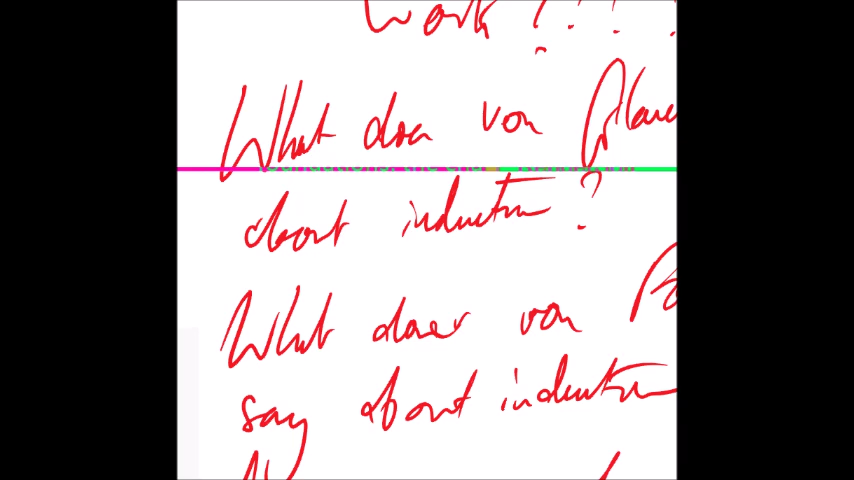 Work ? ! ! !
What does von
about induction ?
What does von
say about induction